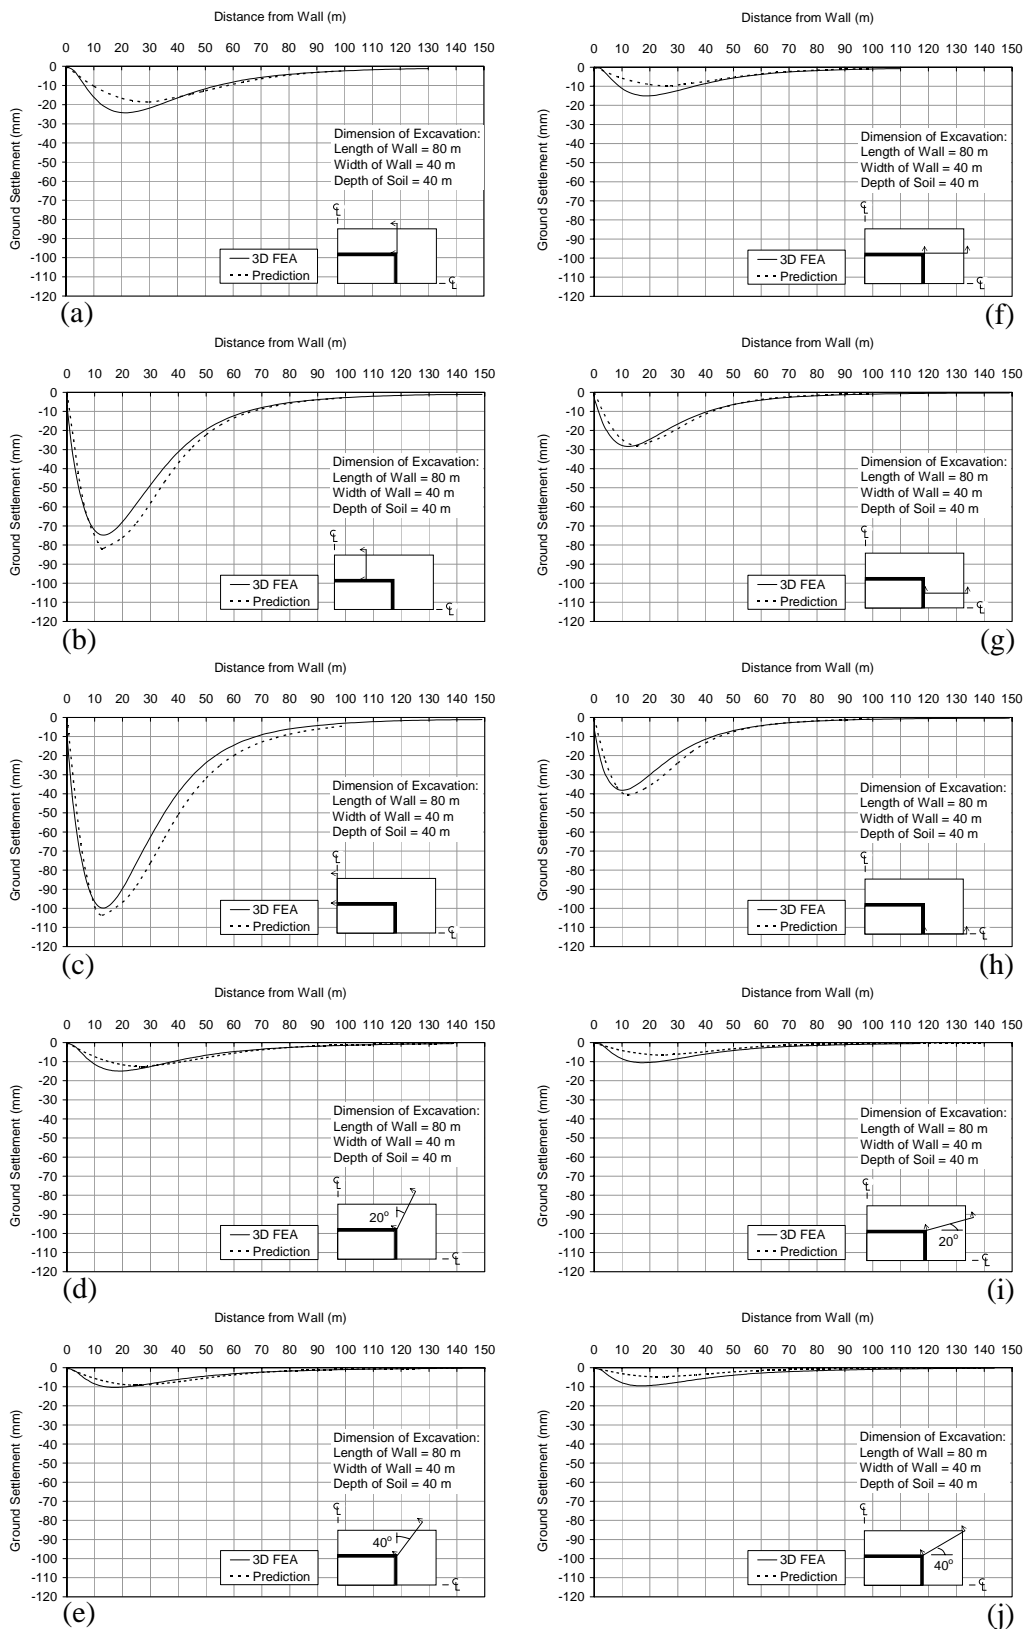 Distance from Wall (m)
0 10 20 30 40 50 60 70 80 90 100 110 120 130 140 150
Ground Settlement (mm)
0
-10
-20
-30
-40
-50
-60
-70
-80
-90
-100
-110
-120
Dimension of Excavation:
Length of Wall = 80 m
Width of Wall = 40 m
Depth of Soil = 40 m
℄
3D FEA
Prediction
℄
(a)
Distance from Wall (m)
0 10 20 30 40 50 60 70 80 90 100 110 120 130 140 150
Ground Settlement (mm)
0
-10
-20
-30
-40
-50
-60
-70
-80
-90
-100
-110
-120
Dimension of Excavation:
Length of Wall = 80 m
Width of Wall = 40 m
Depth of Soil = 40 m
℄
3D FEA
Prediction
℄
(b)
Distance from Wall (m)
0 10 20 30 40 50 60 70 80 90 100 110 120 130 140 150
Ground Settlement (mm)
0
-10
-20
-30
-40
-50
-60
-70
-80
-90
-100
-110
-120
Dimension of Excavation:
Length of Wall = 80 m
Width of Wall = 40 m
Depth of Soil = 40 m
℄
3D FEA
Prediction
℄
(c)
Distance from Wall (m)
0 10 20 30 40 50 60 70 80 90 100 110 120 130 140 150
Ground Settlement (mm)
0
-10
-20
-30
-40
-50
-60
-70
-80
-90
-100
-110
-120
Dimension of Excavation:
Length of Wall = 80 m
Width of Wall = 40 m
Depth of Soil = 40 m
℄
20°
3D FEA
Prediction
℄
(d)
Distance from Wall (m)
0 10 20 30 40 50 60 70 80 90 100 110 120 130 140 150
Ground Settlement (mm)
0
-10
-20
-30
-40
-50
-60
-70
-80
-90
-100
-110
-120
Dimension of Excavation:
Length of Wall = 80 m
Width of Wall = 40 m
Depth of Soil = 40 m
℄
40°
3D FEA
Prediction
℄
(e)
Distance from Wall (m)
0 10 20 30 40 50 60 70 80 90 100 110 120 130 140 150
Ground Settlement (mm)
0
-10
-20
-30
-40
-50
-60
-70
-80
-90
-100
-110
-120
Dimension of Excavation:
Length of Wall = 80 m
Width of Wall = 40 m
Depth of Soil = 40 m
℄
3D FEA
Prediction
℄
(f)
Distance from Wall (m)
0 10 20 30 40 50 60 70 80 90 100 110 120 130 140 150
Ground Settlement (mm)
0
-10
-20
-30
-40
-50
-60
-70
-80
-90
-100
-110
-120
Dimension of Excavation:
Length of Wall = 80 m
Width of Wall = 40 m
Depth of Soil = 40 m
℄
3D FEA
Prediction
℄
(g)
Distance from Wall (m)
0 10 20 30 40 50 60 70 80 90 100 110 120 130 140 150
Ground Settlement (mm)
0
-10
-20
-30
-40
-50
-60
-70
-80
-90
-100
-110
-120
Dimension of Excavation:
Length of Wall = 80 m
Width of Wall = 40 m
Depth of Soil = 40 m
℄
3D FEA
Prediction
℄
(h)
Distance from Wall (m)
0 10 20 30 40 50 60 70 80 90 100 110 120 130 140 150
Ground Settlement (mm)
0
-10
-20
-30
-40
-50
-60
-70
-80
-90
-100
-110
-120
Dimension of Excavation:
Length of Wall = 80 m
Width of Wall = 40 m
Depth of Soil = 40 m
℄
20°
3D FEA
Prediction
℄
(i)
Distance from Wall (m)
0 10 20 30 40 50 60 70 80 90 100 110 120 130 140 150
Ground Settlement (mm)
0
-10
-20
-30
-40
-50
-60
-70
-80
-90
-100
-110
-120
Dimension of Excavation:
Length of Wall = 80 m
Width of Wall = 40 m
Depth of Soil = 40 m
℄
40°
3D FEA
Prediction
℄
(j)